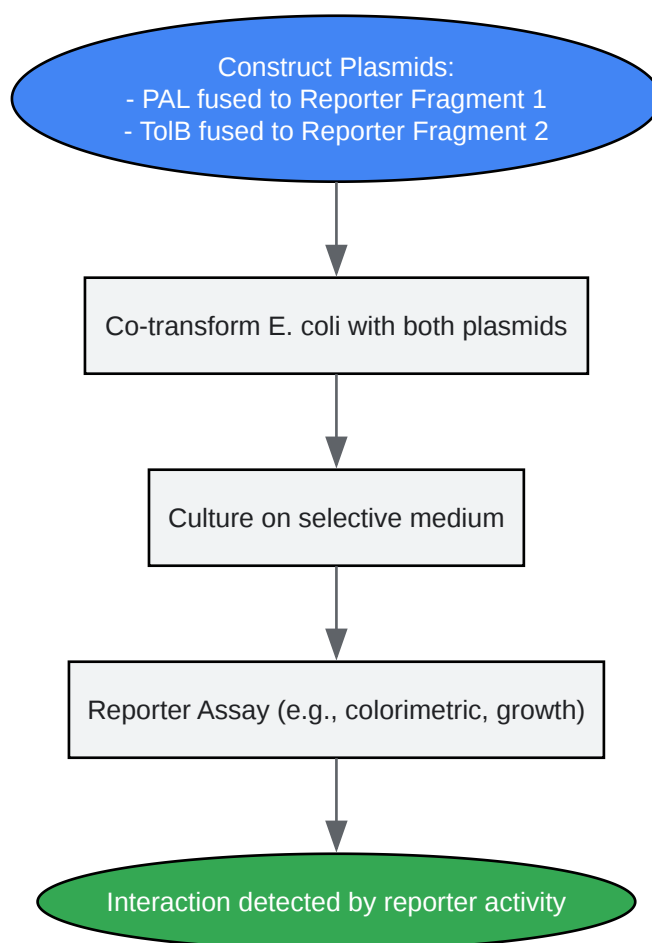 Construct Plasmids:
- PAL fused to Reporter Fragment 1
- TolB fused to Reporter Fragment 2
Co-transform E. coli with both plasmids
Culture on selective medium
Reporter Assay (e.g., colorimetric, growth)
Interaction detected by reporter activity